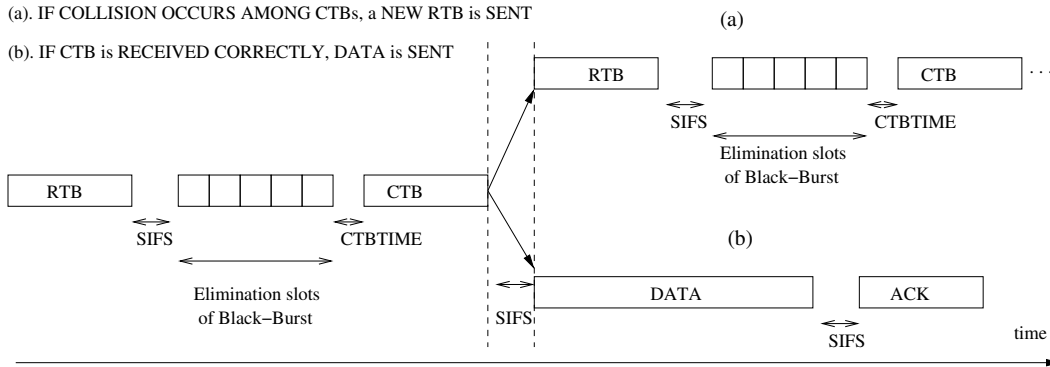 (a). IF COLLISION OCCURS AMONG CTBs, a NEW RTB is SENT
(a)
(b). IF CTB is RECEIVED CORRECTLY, DATA is SENT
RTB
CTB
. . .
SIFS
CTBTIME
Elimination slots
of Black−Burst
RTB
CTB
SIFS
CTBTIME
Elimination slots
of Black−Burst
(b)
DATA
ACK
SIFS
SIFS
time